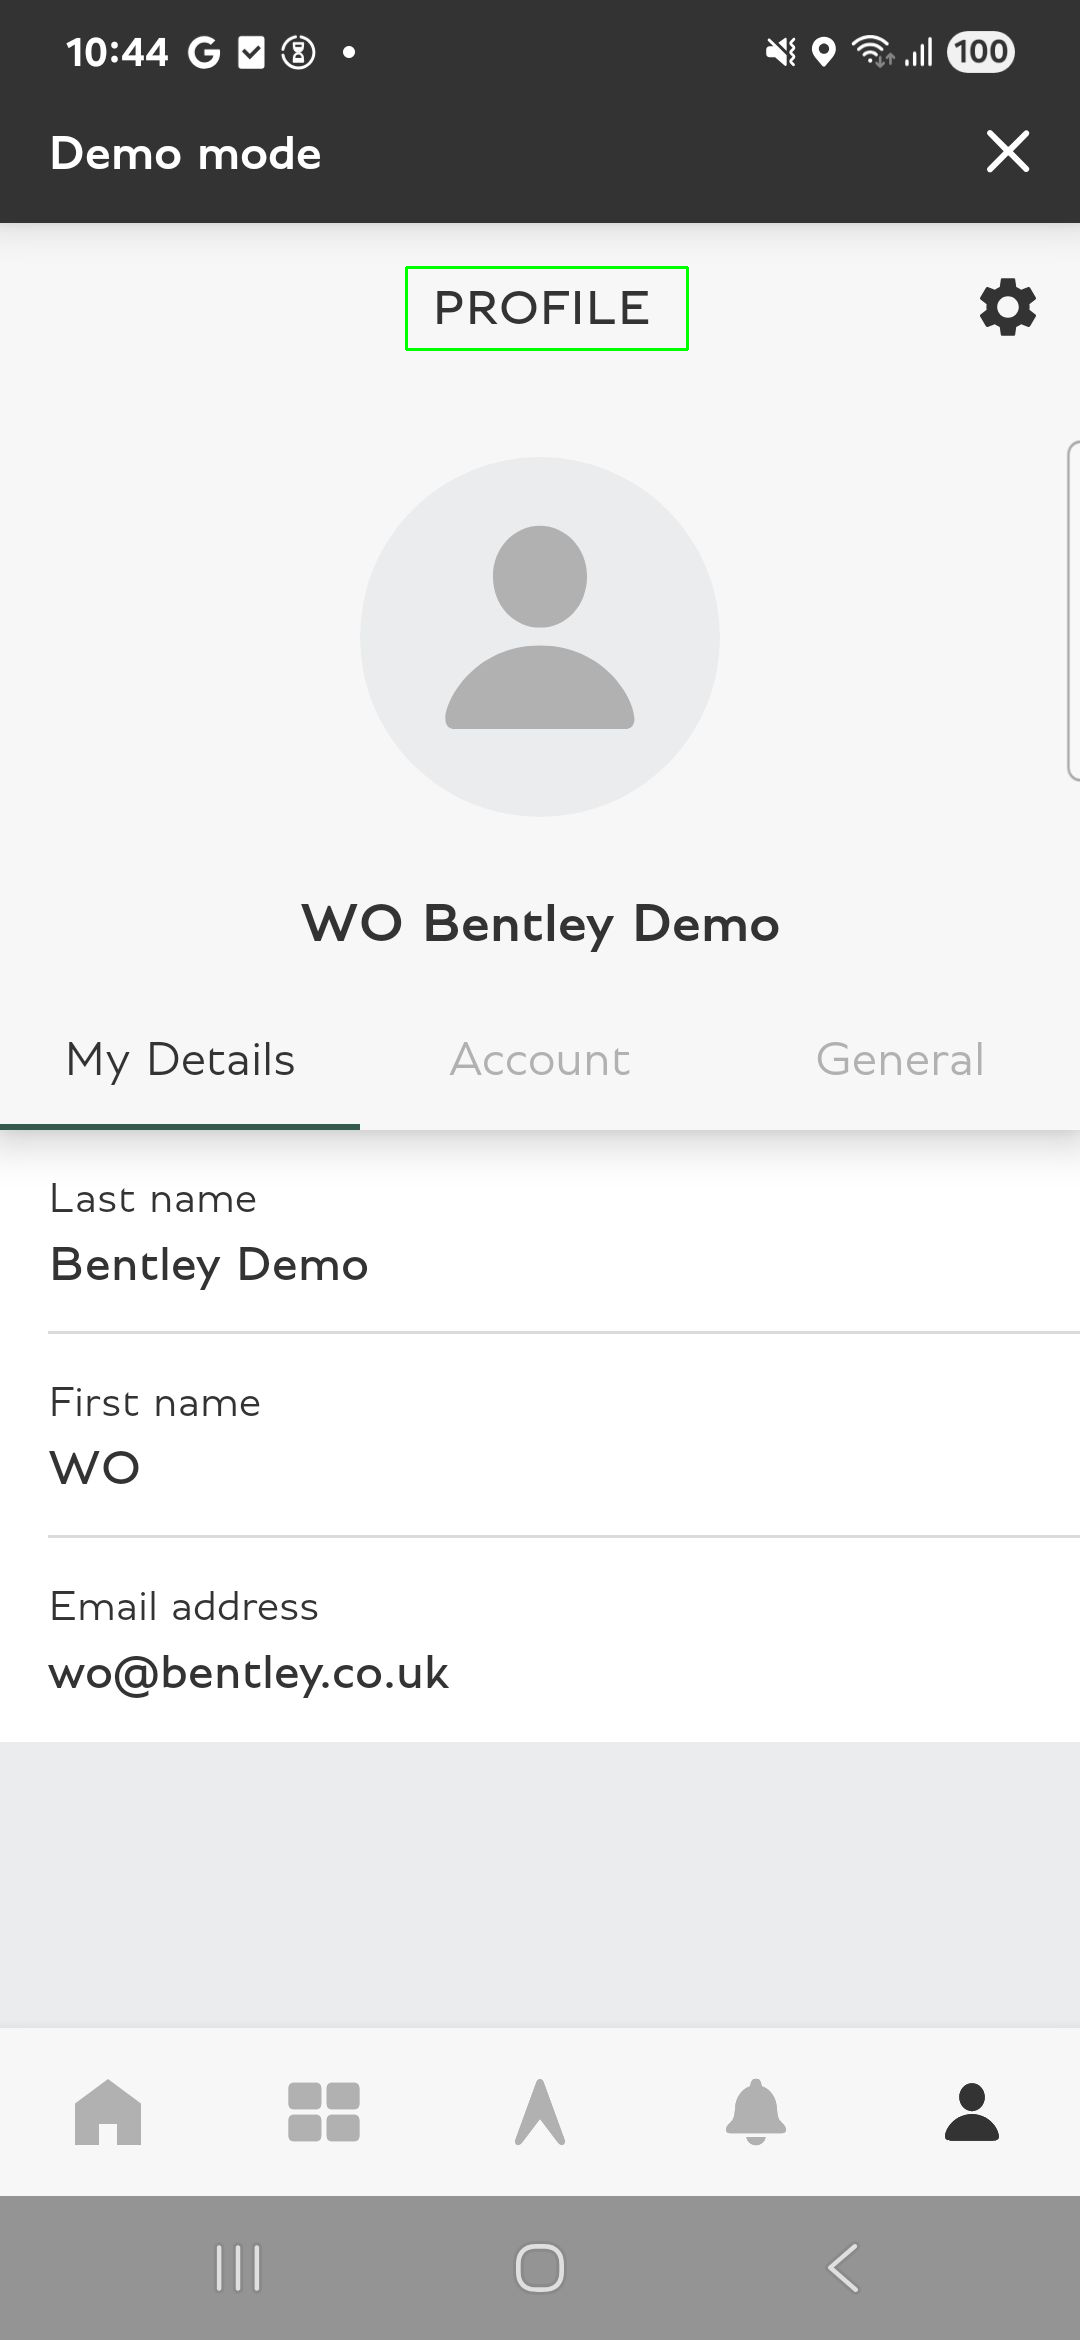 10:44
100
Demo mode
PROFILE
WO Bentley Demo
My Details
Account
General
Last name
Bentley Demo
First name
WO
Email address
wo@bentley.co.uk